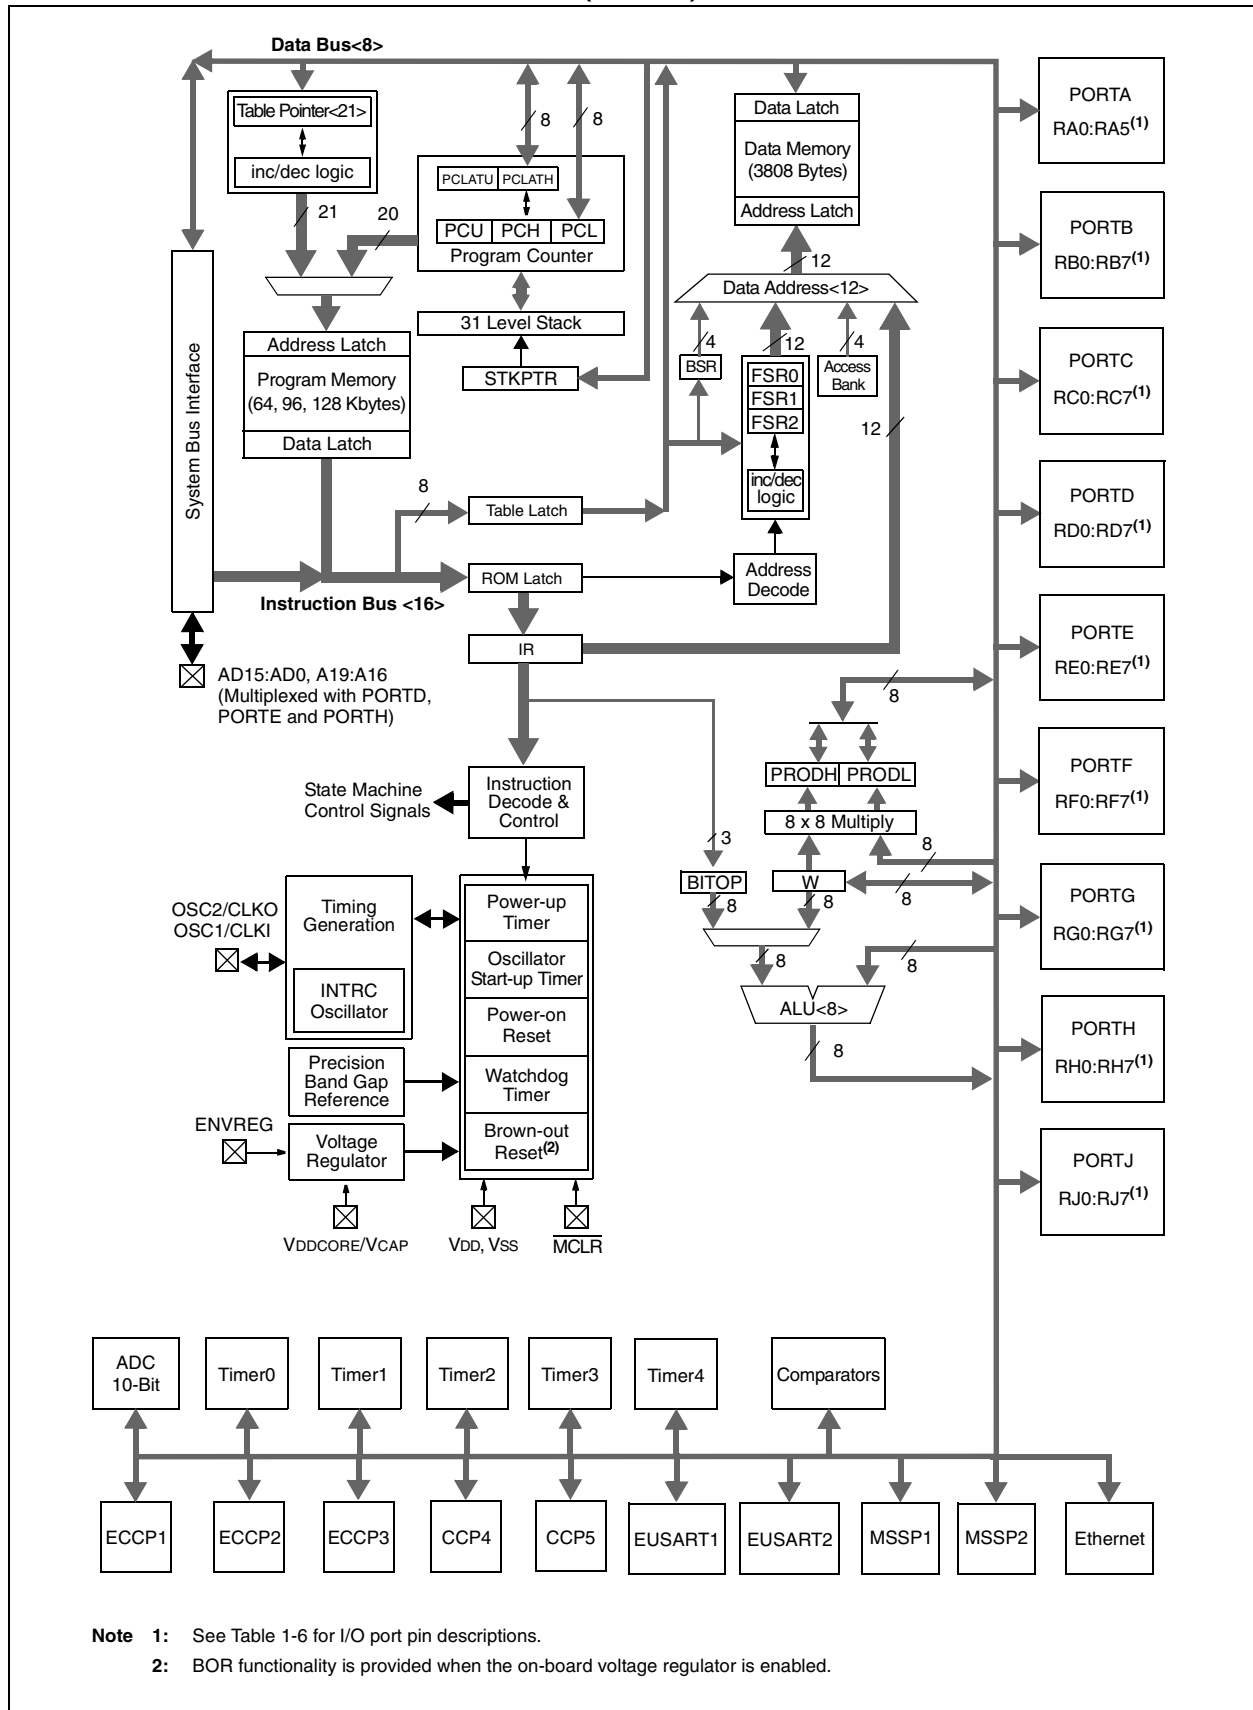 Data Bus<8>
Table Pointer<21>
inc/dec logic
21
20
8
8
PCLATU
PCLATH
PCU
PCH
PCL
Program Counter
31 Level Stack
STKPTR
Data Latch
Data Memory
(3808 Bytes)
Address Latch
12
Data Address<12>
4
12
4
BSR
FSR0
FSR1
FSR2
inc/dec
logic
Access
Bank
12
Address
Decode
System Bus Interface
Address Latch
Program Memory
(64, 96, 128 Kbytes)
Data Latch
8
Table Latch
ROM Latch
Instruction Bus <16>
IR
AD15:AD0, A19:A16
(Multiplexed with PORTD,
PORTE and PORTH)
State Machine
Control Signals
Instruction
Decode &
Control
8
PRODH
PRODL
8 x 8 Multiply
3
8
BITOP
W
8
8
8
8
8
ALU<8>
8
OSC2/CLKO
OSC1/CLKI
Timing
Generation
INTRC
Oscillator
Power-up
Timer
Oscillator
Start-up Timer
Power-on
Reset
Watchdog
Timer
Brown-out
Reset(2)
Precision
Band Gap
Reference
ENVREG
Voltage
Regulator
VDDCORE/VCAP
VDD, VSS
MCLR
PORTA
RA0:RA5(1)
PORTB
RB0:RB7(1)
PORTC
RC0:RC7(1)
PORTD
RD0:RD7(1)
PORTE
RE0:RE7(1)
PORTF
RF0:RF7(1)
PORTG
RG0:RG7(1)
PORTH
RH0:RH7(1)
PORTJ
RJ0:RJ7(1)
ADC
10-Bit
Timer0
Timer1
Timer2
Timer3
Timer4
Comparators
ECCP1
ECCP2
ECCP3
CCP4
CCP5
EUSART1
EUSART2
MSSP1
MSSP2
Ethernet
Note 1: See Table 1-6 for I/O port pin descriptions.
2: BOR functionality is provided when the on-board voltage regulator is enabled.